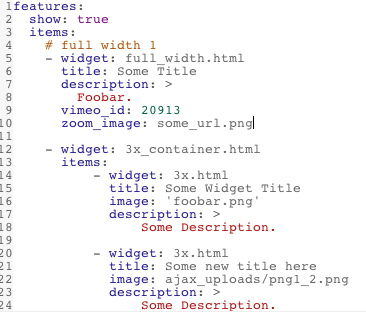 1 features:
2   show: true
3   items:
4     # full width 1
5     - widget: full_width.html
6       title: Some Title
7       description: >
8         Foobar.
9       vimeo_id: 20913
10       zoom_image: some_url.png
11
12     - widget: 3x_container.html
13       items:
14           - widget: 3x.html
15             title: Some Widget Title
16             image: 'foobar.png'
17             description: >
18                 Some Description.
19
20           - widget: 3x.html
21             title: Some new title here
22             image: ajax_uploads/png1_2.png
23             description: >
24                 Some Description.